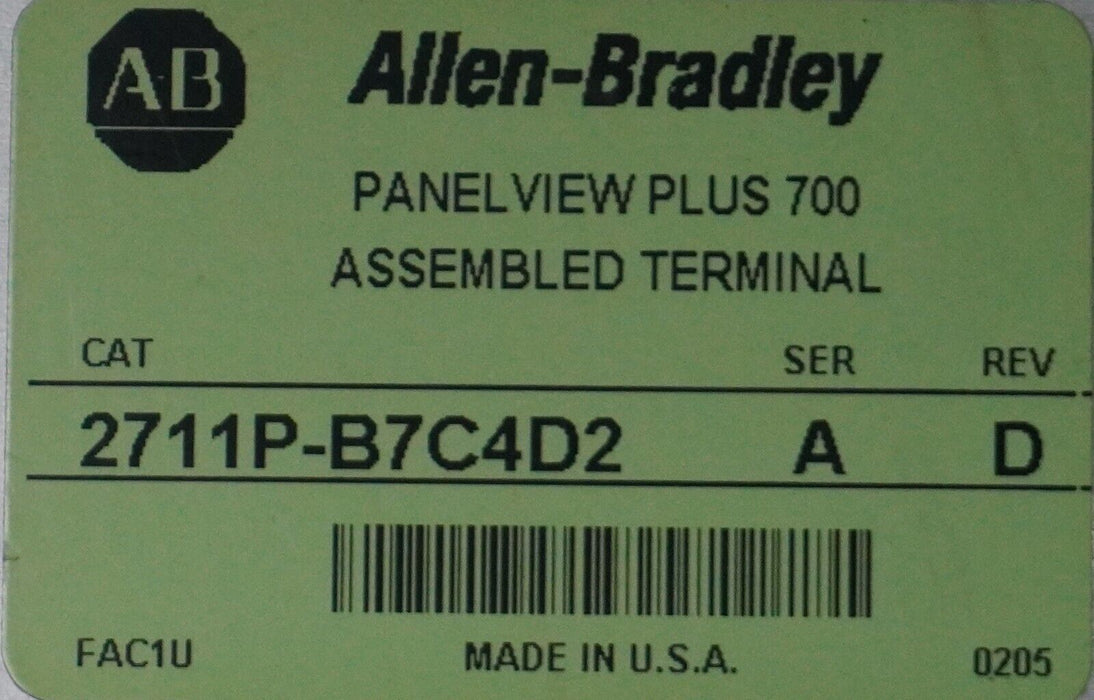 AB Allen-Bradley
PANELVIEW PLUS 700
ASSEMBLED TERMINAL
CAT SER REV
2711P-B7C4D2 A D
FAC1U MADE IN U.S.A. 0205